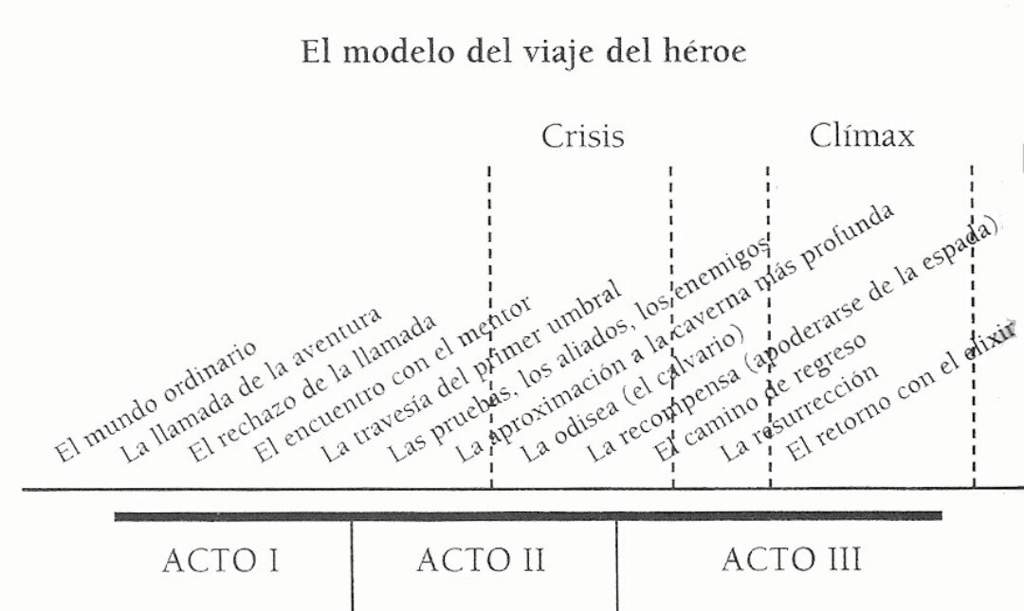 El modelo del viaje del héroe
Crisis
Clímax
El mundo ordinario
La llamada de la aventura
El rechazo de la llamada
El encuentro con el mentor
La travesía del primer umbral
Las pruebas, los aliados, los enemigos
La aproximación a la caverna más profunda
La odisea (el calvario)
La recompensa (apoderarse de la espada)
El camino de regreso
La resurrección
El retorno con el elixir
ACTO I
ACTO II
ACTO III